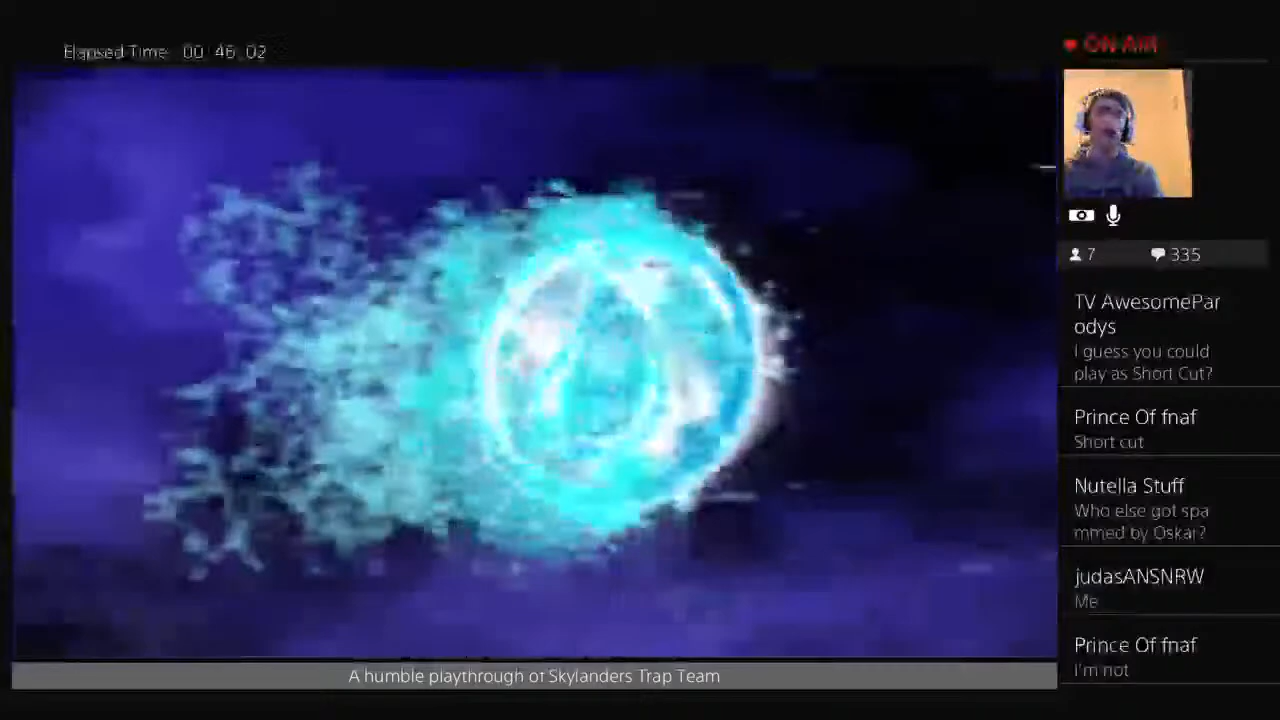 Elapsed Time: 00 46 02
ON AIR
7
335
TV AwesomePar
odys
I guess you could
play as Short Cut?
Prince Of fnaf
Short cut
Nutella Stuff
Who else got spa
mmed by Oskar?
judasANSNRW
Me
Prince Of fnaf
I'm not
A humble playthrough of Skylanders Trap Team